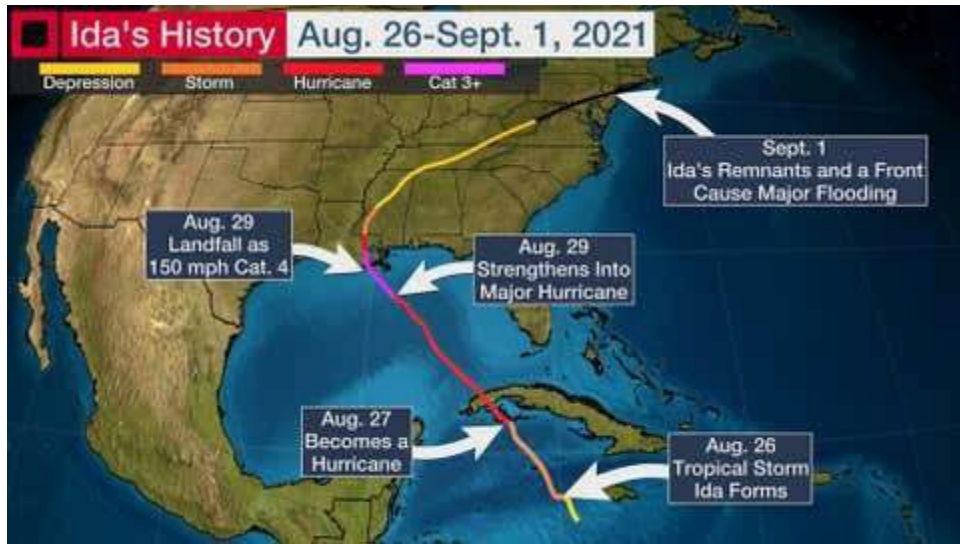 Ida's History Aug. 26-Sept. 1, 2021
Depression Storm Hurricane Cat 3+
Sept. 1
Ida's Remnants and a Front
Cause Major Flooding
Aug. 29
Landfall as
150 mph Cat. 4
Aug. 29
Strengthens Into
Major Hurricane
Aug. 27
Becomes a
Hurricane
Aug. 26
Tropical Storm
Ida Forms